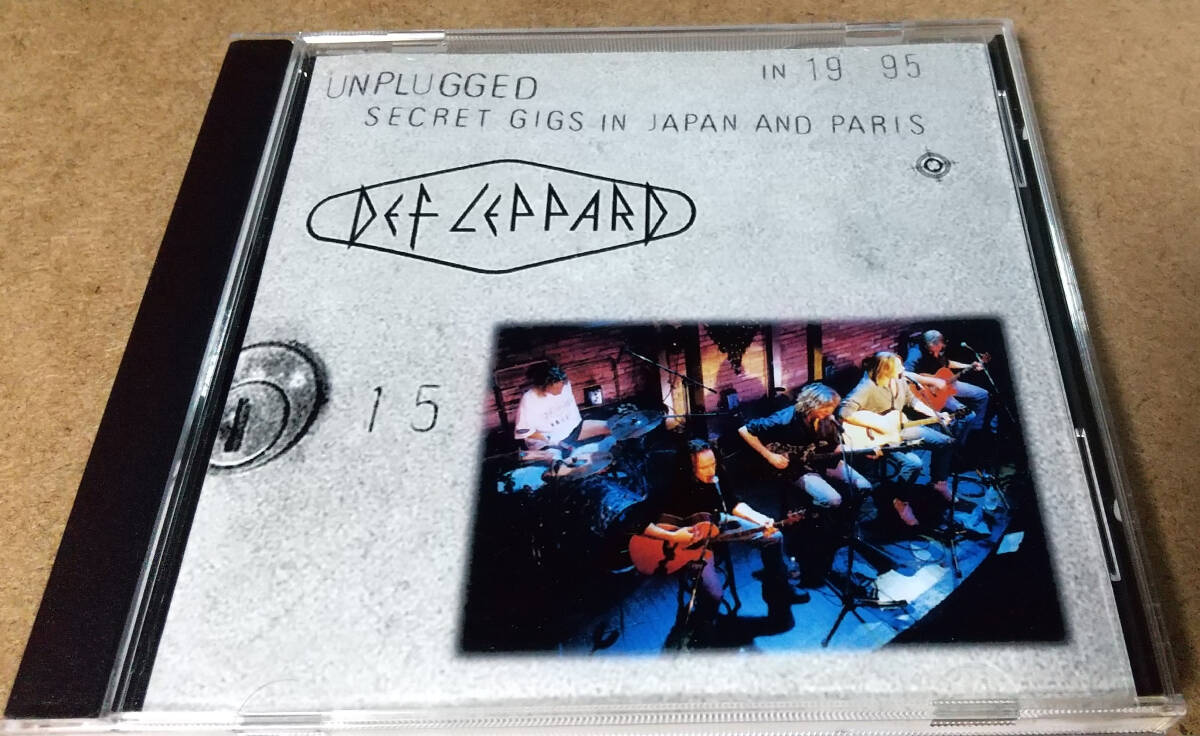 UNPLUGGED IN 19 95
SECRET GIGS IN JAPAN AND PARIS
DEF LEPPARD
15